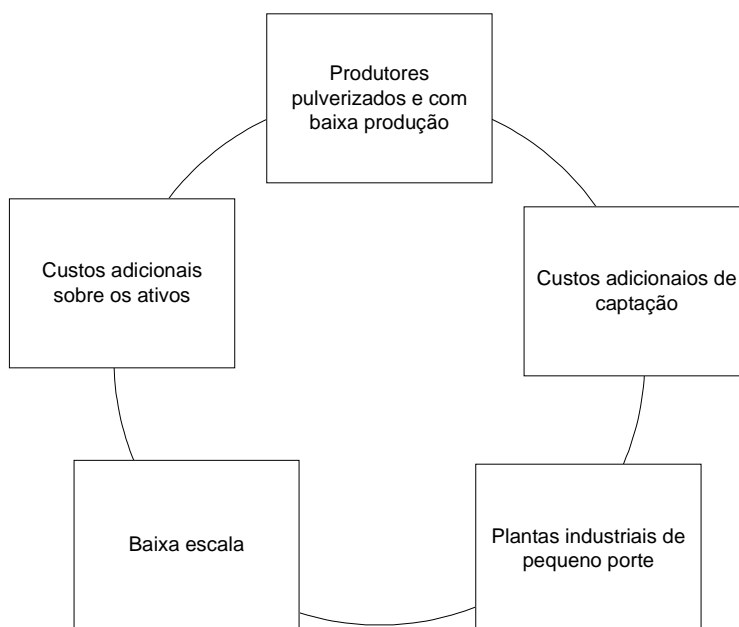 Produtores
pulverizados e com
baixa produção
Custos adicionais
sobre os ativos
Custos adicionaios de
captação
Baixa escala
Plantas industriais de
pequeno porte